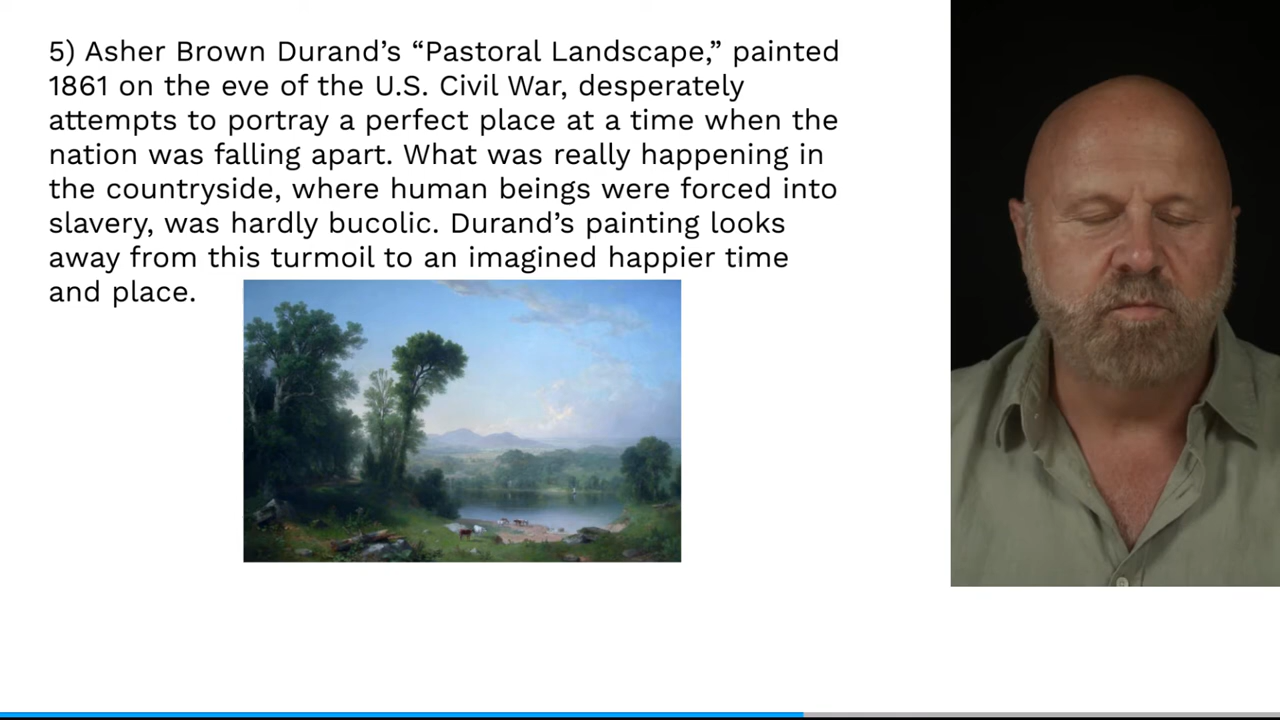 5) Asher Brown Durand’s “Pastoral Landscape,” painted
1861 on the eve of the U.S. Civil War, desperately
attempts to portray a perfect place at a time when the
nation was falling apart. What was really happening in
the countryside, where human beings were forced into
slavery, was hardly bucolic. Durand’s painting looks
away from this turmoil to an imagined happier time
and place.